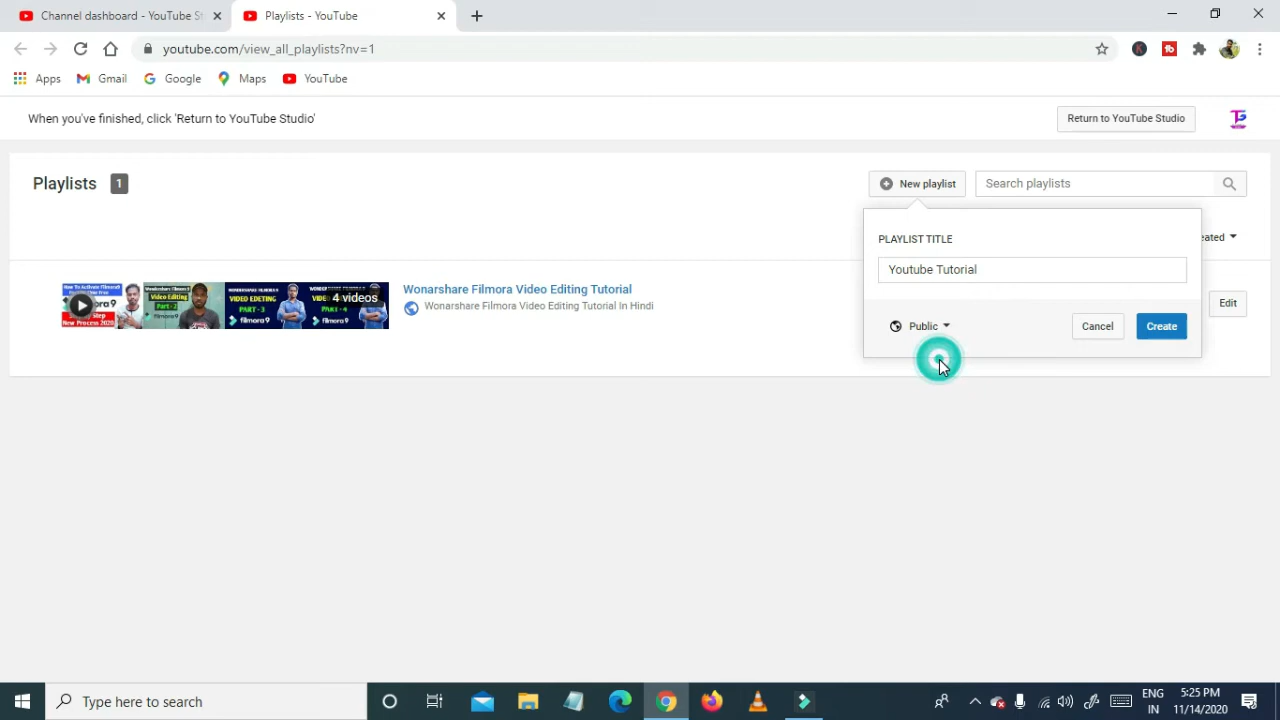 Channel dashboard - YouTube St
Playlists - YouTube
youtube.com/view_all_playlists?nv=1
Apps
Gmail
Google
Maps
YouTube
When you've finished, click 'Return to YouTube Studio'
Return to YouTube Studio
Playlists 1
New playlist
Search playlists
PLAYLIST TITLE
eated
Youtube Tutorial
Public
Cancel
Create
Edit
4 videos
Wonarshare Filmora Video Editing Tutorial
Wonarshare Filmora Video Editing Tutorial In Hindi
Type here to search
ENG
IN
5:25 PM
11/14/2020